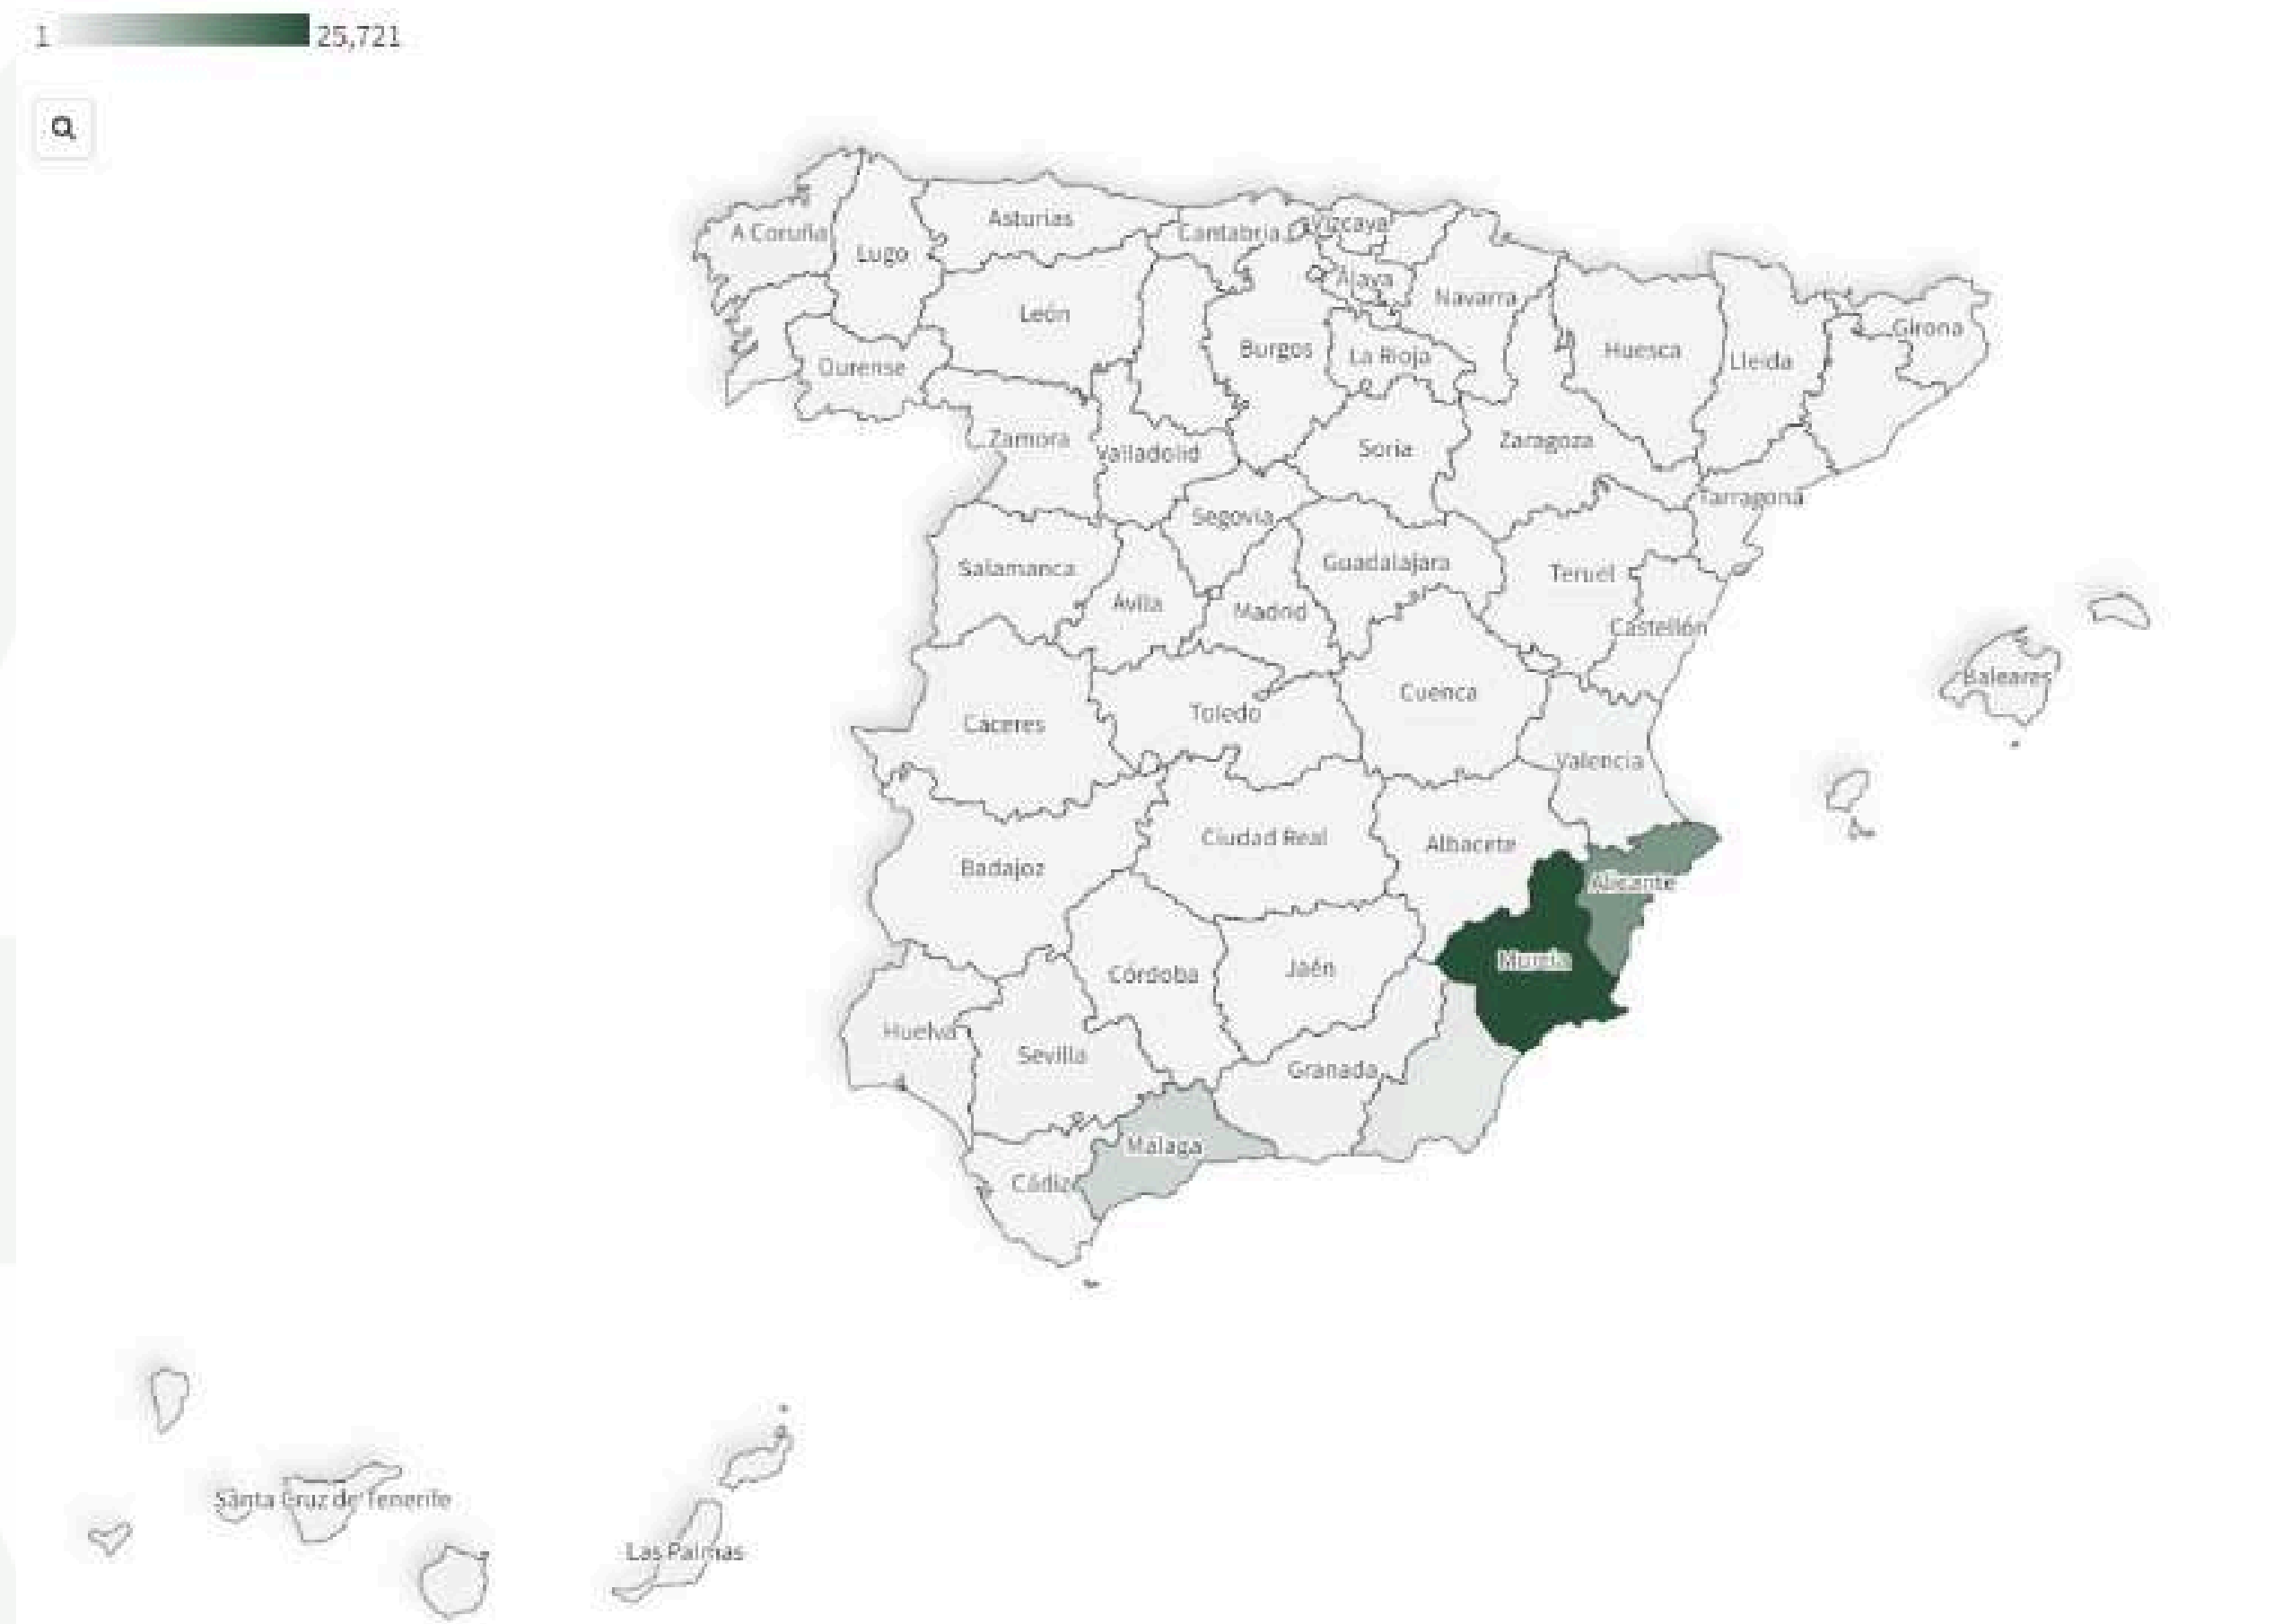 1 25,721
Asturias
A Coruña
Cantabria
Vizcaya
Lugo
Álava
Navarra
León
Girona
Burgos
La Rioja
Huesca
Lleida
Ourense
Zamora
Valladolid
Soria
Zaragoza
Tarragona
Segovia
Salamanca
Guadalajara
Teruel
Ávila
Madrid
Castellón
Baleares
Cuenca
Toledo
Cáceres
Valencia
Ciudad Real
Albacete
Badajoz
Alicante
Murcia
Córdoba
Jaén
Huelva
Sevilla
Granada
Málaga
Cádiz
Santa Cruz de Tenerife
Las Palmas